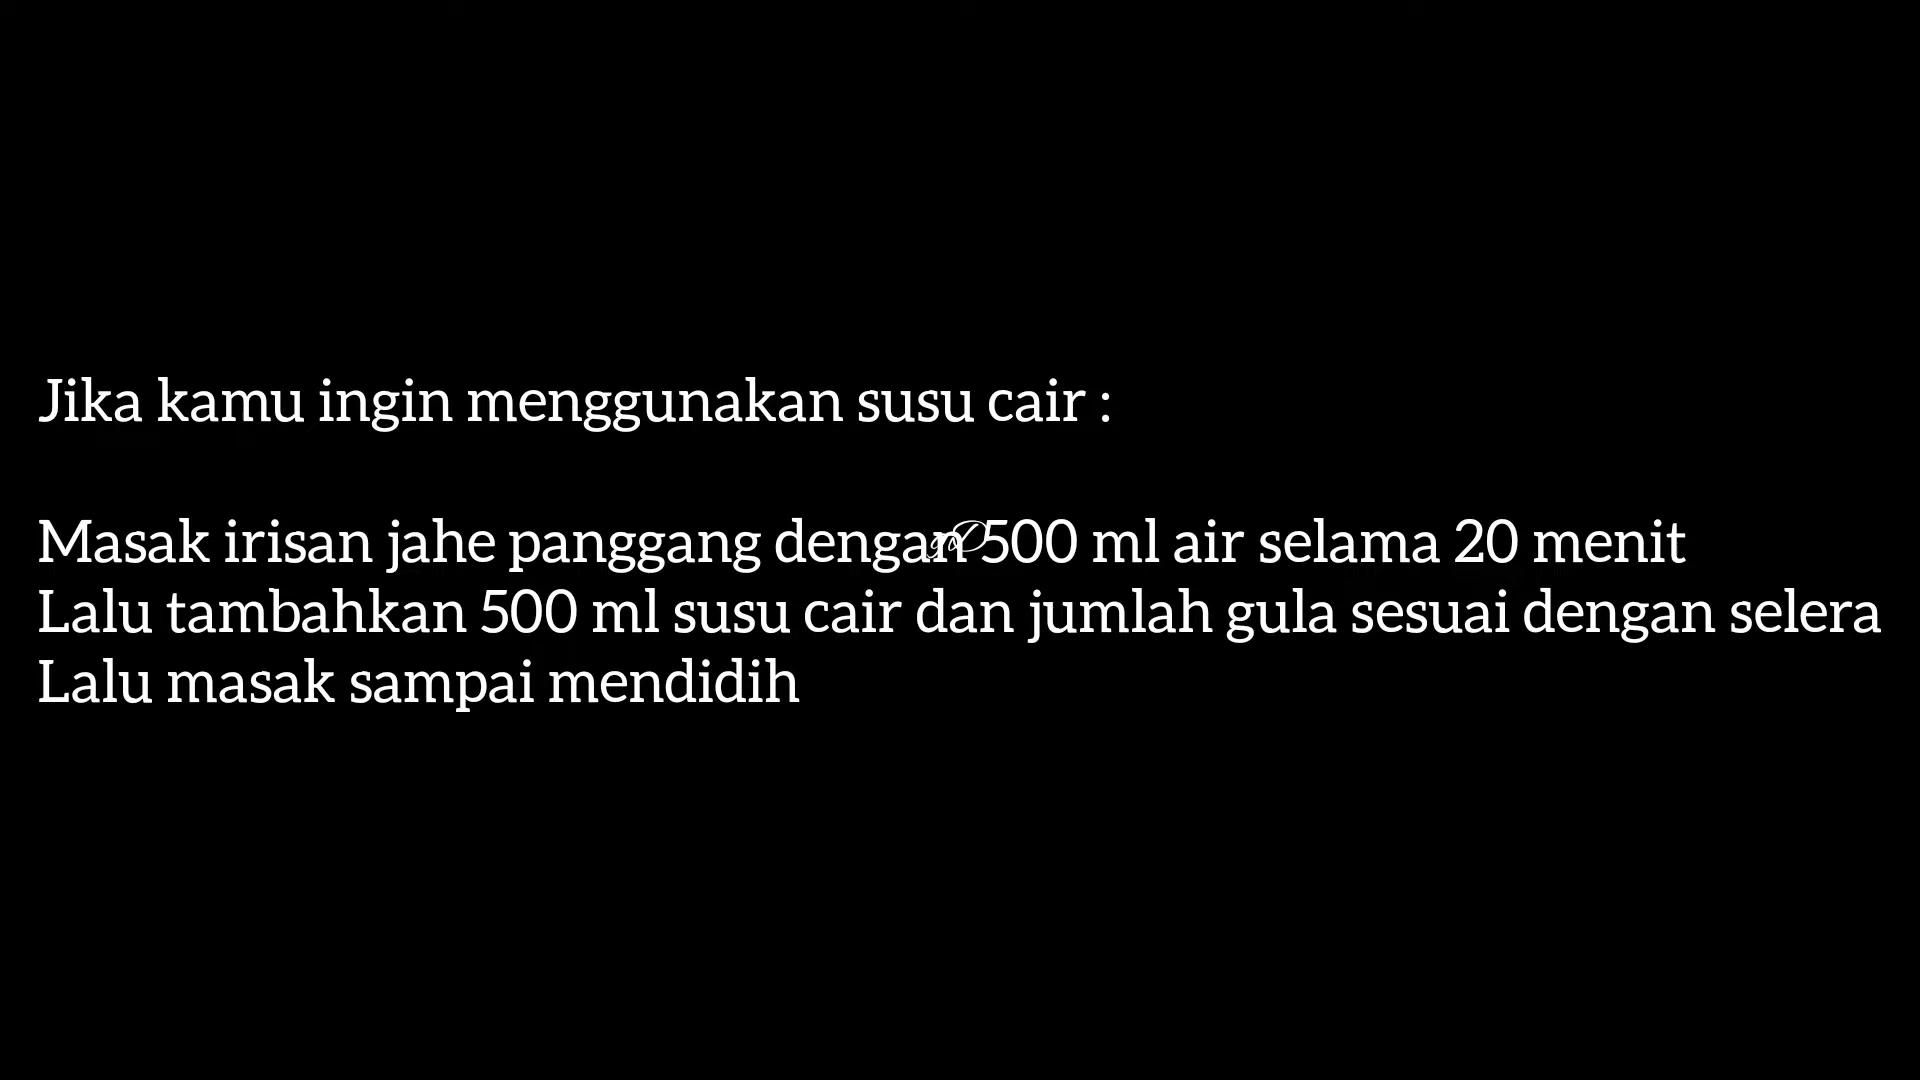 Jika kamu ingin menggunakan susu cair :
Masak irisan jahe panggang dengan 500 ml air selama 20 menit
Lalu tambahkan 500 ml susu cair dan jumlah gula sesuai dengan selera
Lalu masak sampai mendidih